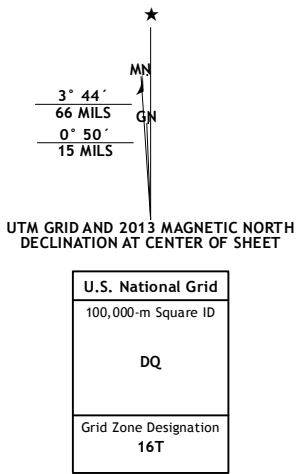 ★
MN
3° 44´
66 MILS
GN
0° 50´
15 MILS
UTM GRID AND 2013 MAGNETIC NORTH
DECLINATION AT CENTER OF SHEET
U.S. National Grid
100,000-m Square ID
DQ
Grid Zone Designation
16T